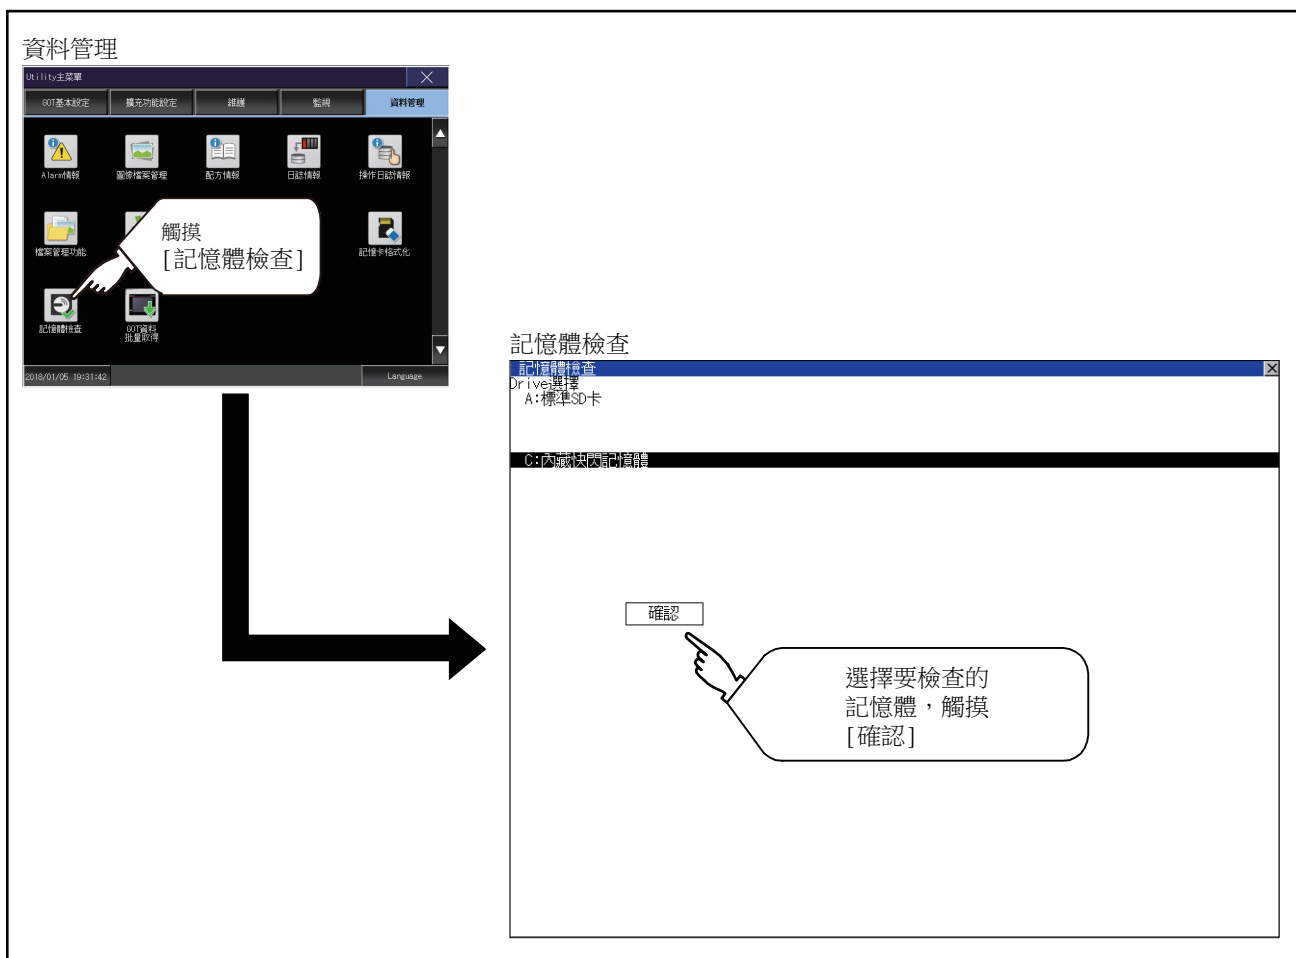 資料管理
Utility主菜單
GOT基本設定 擴充功能設定 維護 監視 資料管理
Alarm情報 圖像檔案管理 配方情報 日誌情報 操作日誌情報
檔案管理功能 記憶卡格式化
觸摸
[記憶體檢查]
記憶體檢查 GOT資料
批量取得
2018/01/05 19:31:42 Language
記憶體檢查
記憶體檢查
Drive選擇
A:標準SD卡
C:內藏快閃記憶體
確認
選擇要檢查的
記憶體，觸摸
[確認]